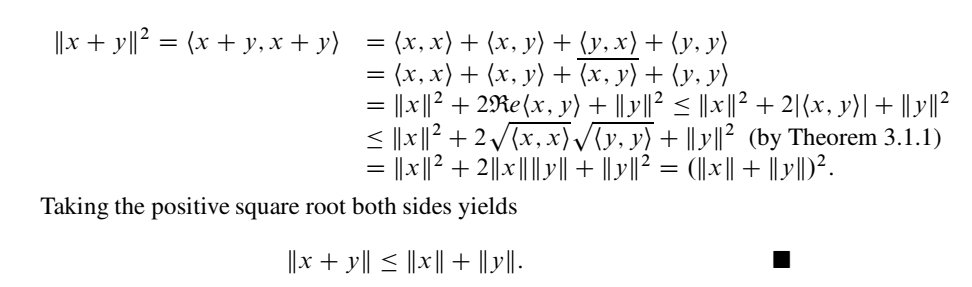 ‖x + y‖² = ⟨x + y, x + y⟩ = ⟨x, x⟩ + ⟨x, y⟩ + ⟨y, x⟩ + ⟨y, y⟩
= ⟨x, x⟩ + ⟨x, y⟩ + \overline{⟨x, y⟩} + ⟨y, y⟩
= ‖x‖² + 2ℜe⟨x, y⟩ + ‖y‖² ≤ ‖x‖² + 2|⟨x, y⟩| + ‖y‖²
≤ ‖x‖² + 2√⟨x, x⟩√⟨y, y⟩ + ‖y‖² (by Theorem 3.1.1)
= ‖x‖² + 2‖x‖‖y‖ + ‖y‖² = (‖x‖ + ‖y‖)².
Taking the positive square root both sides yields
‖x + y‖ ≤ ‖x‖ + ‖y‖. ■